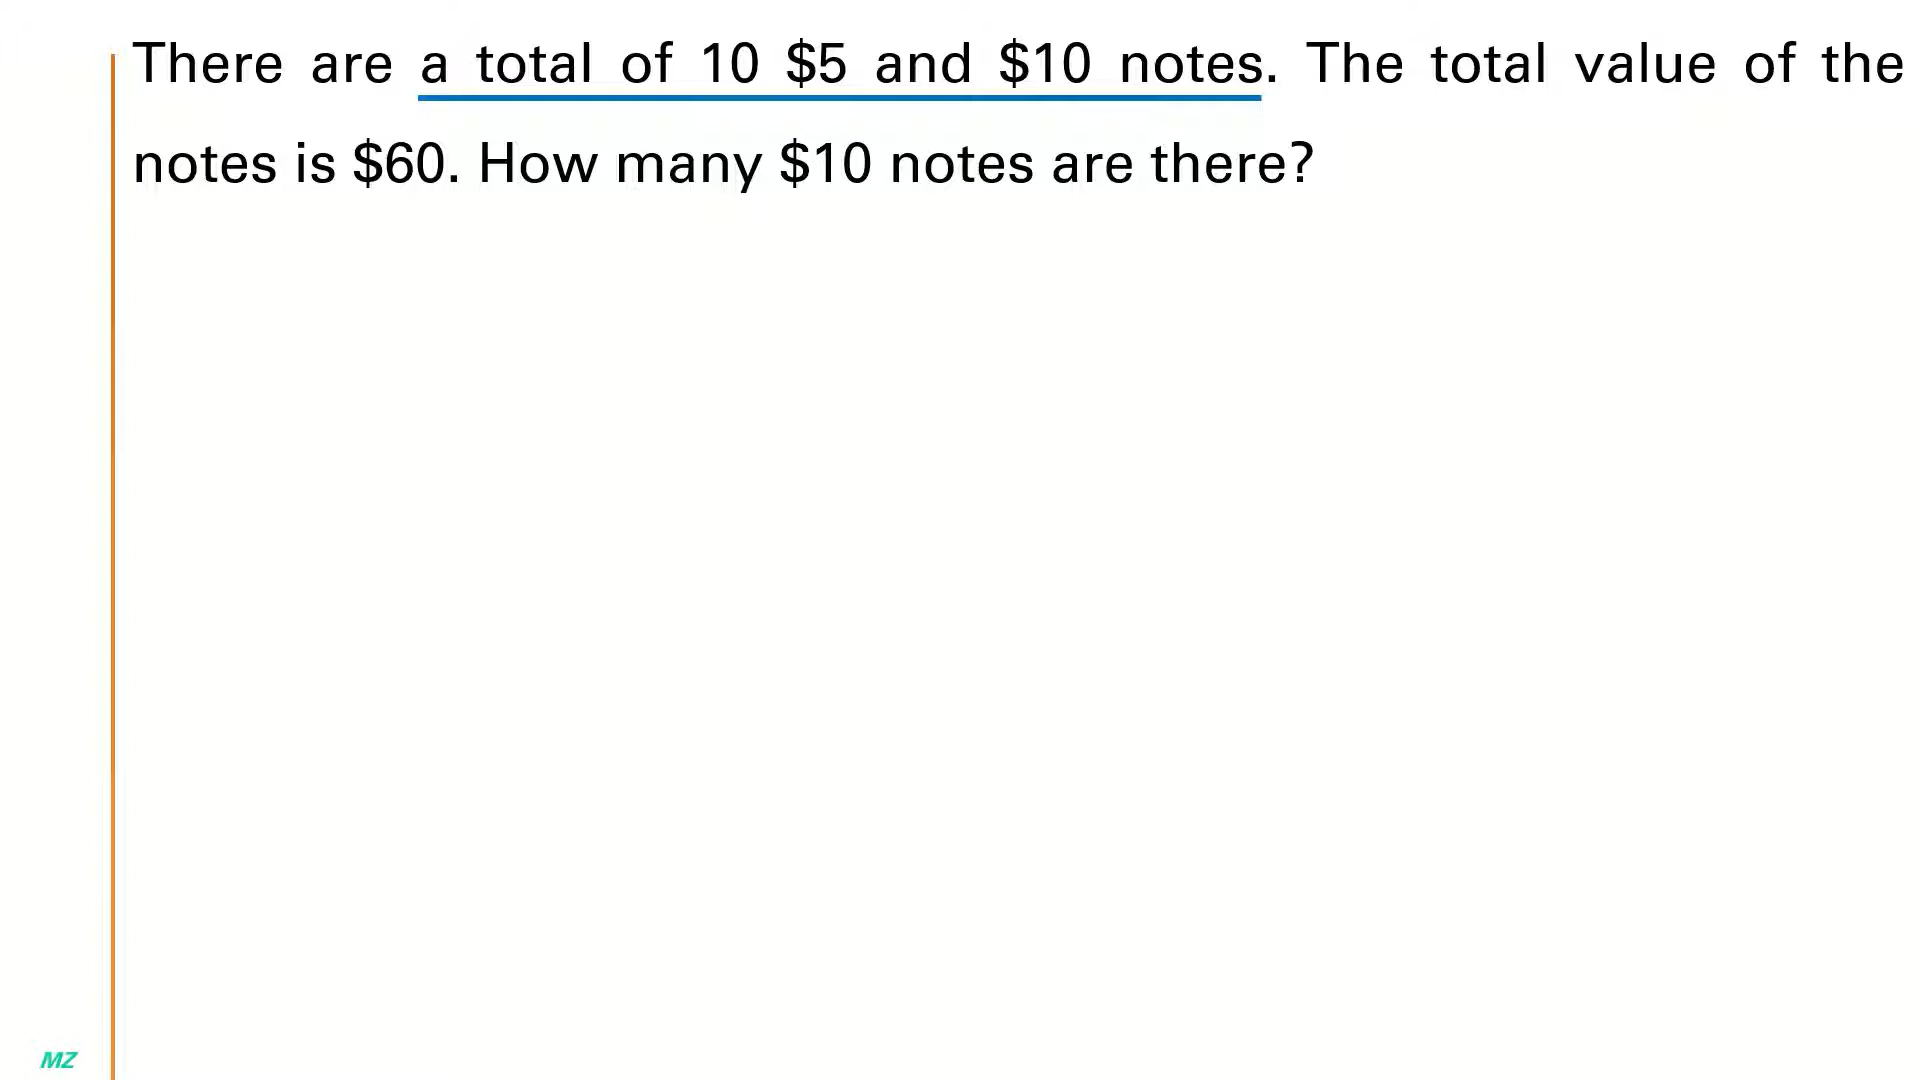 There are a total of 10 $5 and $10 notes. The total value of the
notes is $60. How many $10 notes are there?
MZ